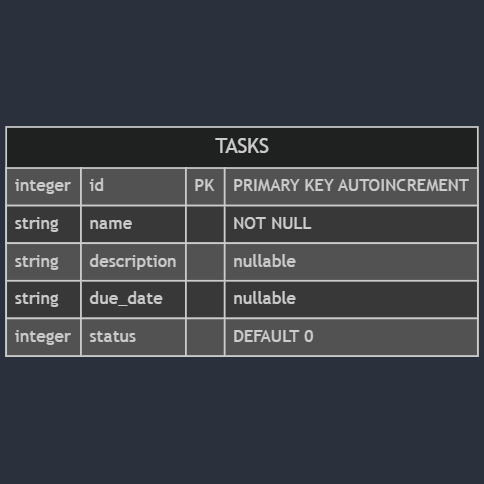 TASKS
integer id PK PRIMARY KEY AUTOINCREMENT
string name NOT NULL
string description nullable
string due_date nullable
integer status DEFAULT 0